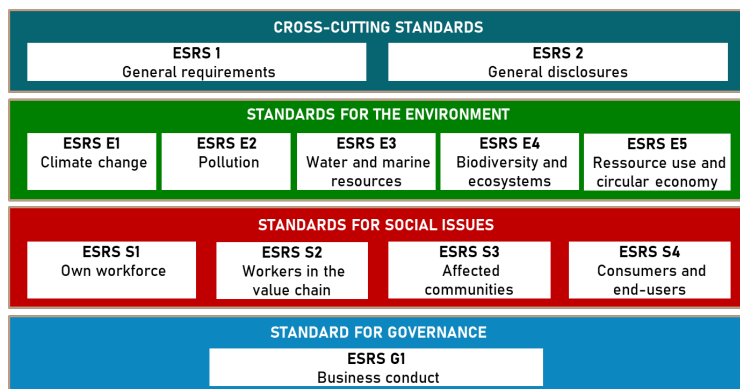 CROSS-CUTTING STANDARDS
ESRS 1
General requirements
ESRS 2
General disclosures
STANDARDS FOR THE ENVIRONMENT
ESRS E1
Climate change
ESRS E2
Pollution
ESRS E3
Water and marine
resources
ESRS E4
Biodiversity and
ecosystems
ESRS E5
Ressource use and
circular economy
STANDARDS FOR SOCIAL ISSUES
ESRS S1
Own workforce
ESRS S2
Workers in the
value chain
ESRS S3
Affected
communities
ESRS S4
Consumers and
end-users
STANDARD FOR GOVERNANCE
ESRS G1
Business conduct